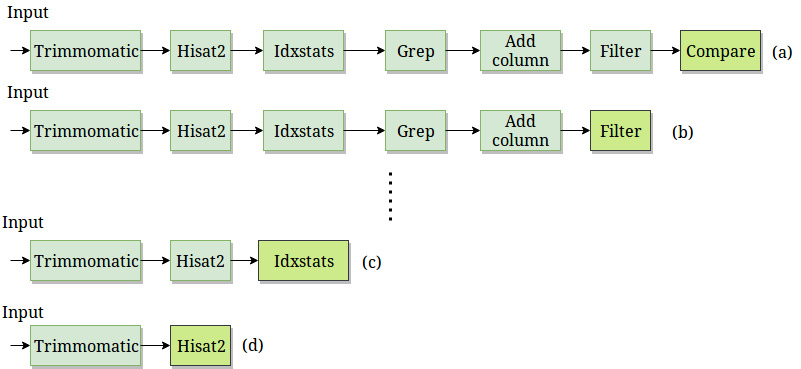 Input
Trimmomatic Hisat2 Idxstats Grep Add column Filter Compare (a)
Input
Trimmomatic Hisat2 Idxstats Grep Add column Filter (b)
Input
Trimmomatic Hisat2 Idxstats (c)
Input
Trimmomatic Hisat2 (d)